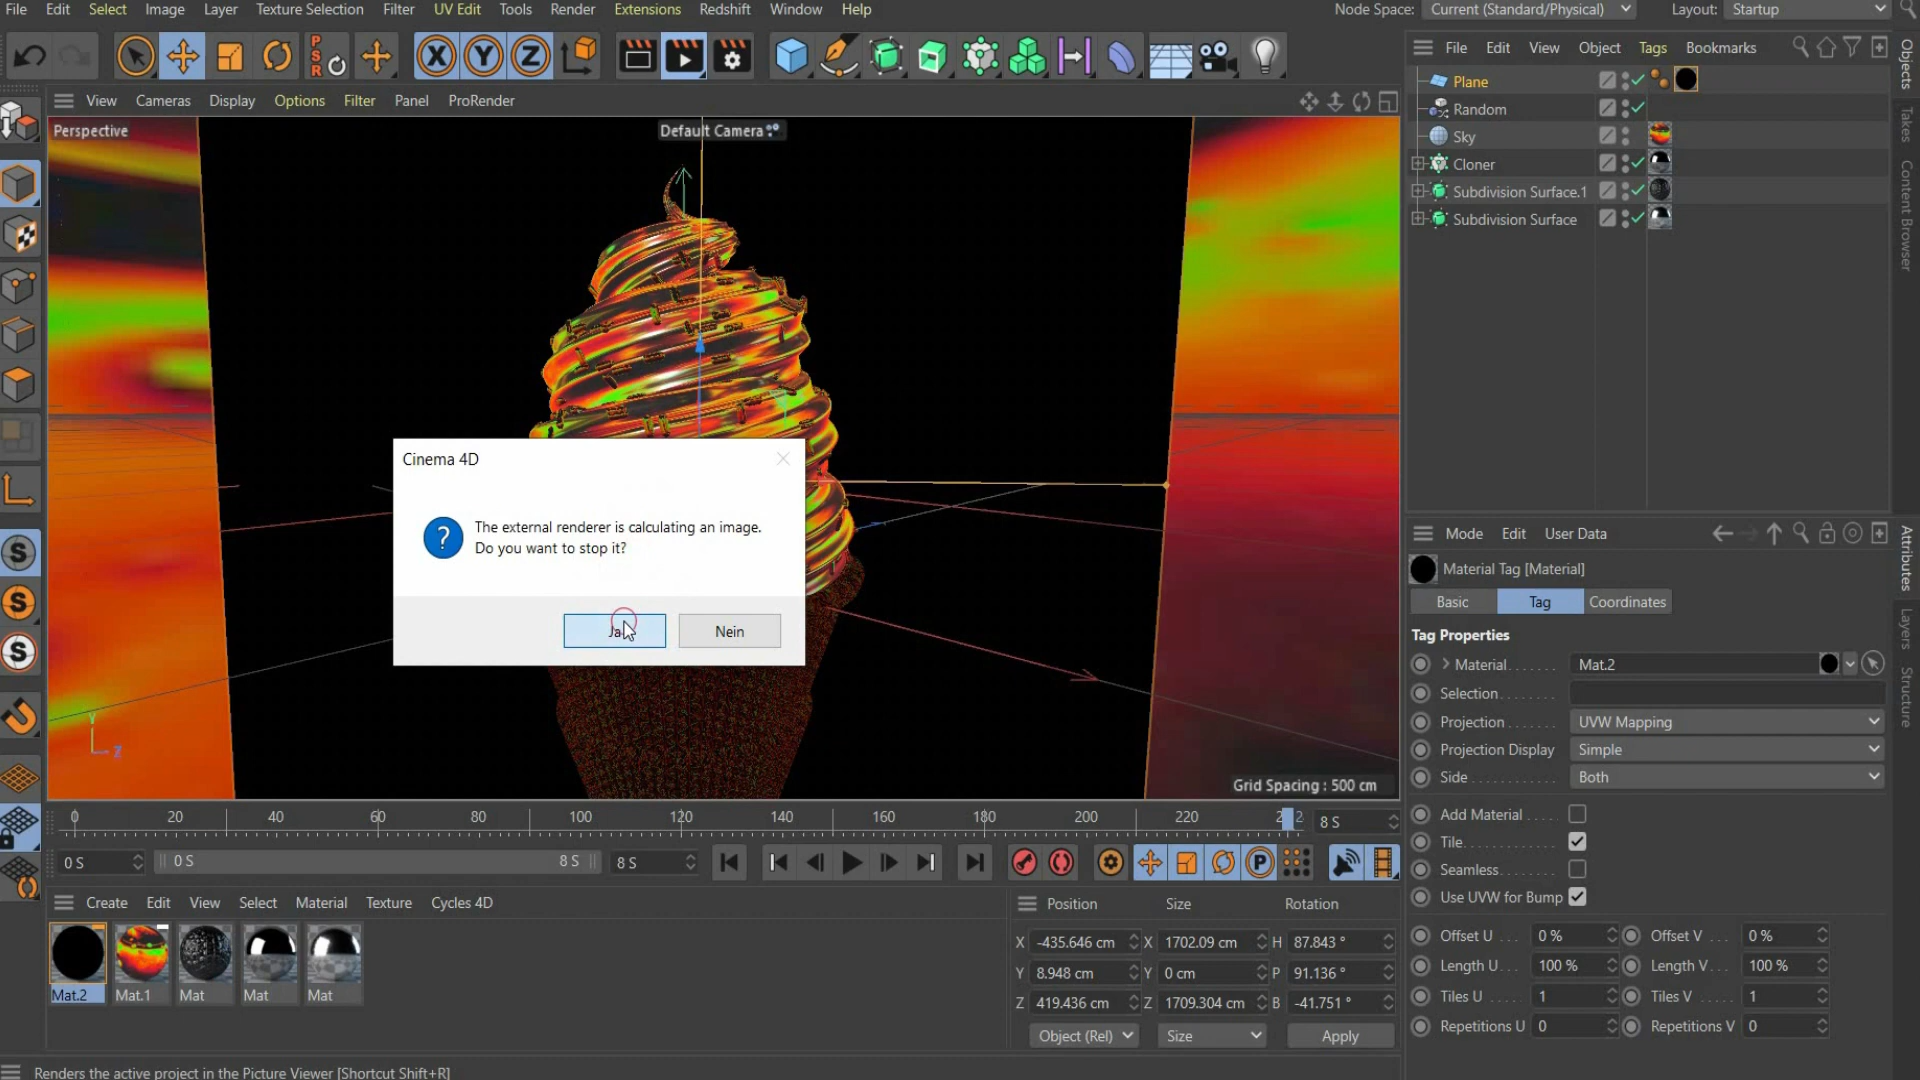 File Edit Select Image Layer Texture Selection Filter UV Edit Tools Render Extensions Redshift Window Help
Node Space: Current (Standard/Physical) Layout: Startup
File Edit View Object Tags Bookmarks
View Cameras Display Options Filter Panel ProRender
Perspective
Default Camera
Plane
Random
Sky
Cloner
Subdivision Surface.1
Subdivision Surface
Objects
Takes
Content Browser
Cinema 4D
The external renderer is calculating an image.
Do you want to stop it?
Nein
Y
Z
Grid Spacing : 500 cm
Mode Edit User Data
Material Tag [Material]
Basic Tag Coordinates
Tag Properties
Material Mat.2
Selection
Projection UVW Mapping
Projection Display Simple
Side Both
Add Material
Tile
Seamless
Use UVW for Bump
Offset U 0 % Offset V 0 %
Length U 100 % Length V 100 %
Tiles U 1 Tiles V 1
Repetitions U 0 Repetitions V 0
Attributes
Layers
Structure
0 20 40 60 80 100 120 140 160 180 200 220 8 S
0 S 0 S 8 S 8 S
Create Edit View Select Material Texture Cycles 4D
Mat.2 Mat.1 Mat Mat Mat
Position Size Rotation
X -435.646 cm X 1702.09 cm H 87.843 °
Y 8.948 cm Y 0 cm P 91.136 °
Z 419.436 cm Z 1709.304 cm B -41.751 °
Object (Rel) Size Apply
Renders the active project in the Picture Viewer [Shortcut Shift+R]